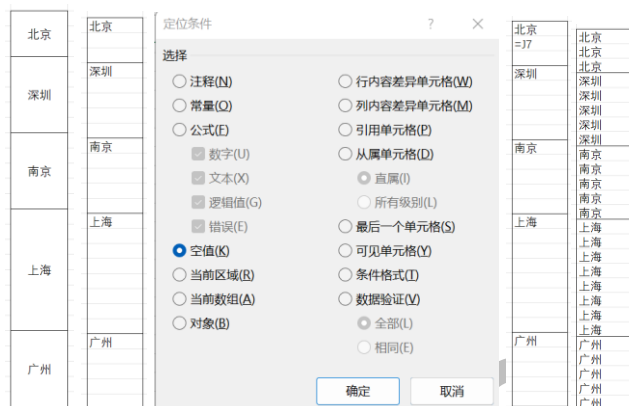 北京
深圳
南京
上海
广州
北京
深圳
南京
上海
广州
定位条件
选择
注释(N)
常量(O)
公式(F)
数字(U)
文本(X)
逻辑值(G)
错误(E)
空值(K)
当前区域(R)
当前数组(A)
对象(B)
行内容差异单元格(W)
列内容差异单元格(M)
引用单元格(P)
从属单元格(D)
直属(I)
所有级别(L)
最后一个单元格(S)
可见单元格(Y)
条件格式(T)
数据验证(V)
全部(L)
相同(E)
确定
取消
北京
=J7
深圳
南京
上海
广州
北京
北京
北京
深圳
深圳
深圳
深圳
深圳
南京
南京
南京
南京
南京
上海
上海
上海
上海
上海
上海
上海
上海
广州
广州
广州
广州
广州